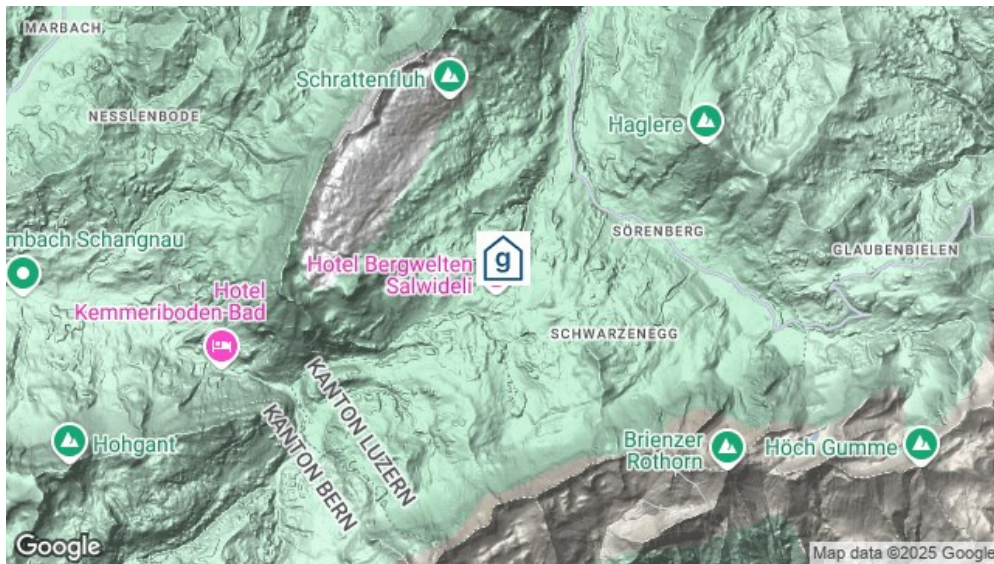 MARBACH
Schrattenfluh
NESSLENBODE
Haglere
SÖRENBERG
GLAUBENBIELEN
mbach Schangnau
g
Hotel Bergwelten
Salwideli
Hotel
Kemmeriboden-Bad
SCHWARZENEGG
KANTON LUZERN
KANTON BERN
Hohgant
Brienzer
Rothorn
Höch Gumme
Google
Map data ©2025 Google